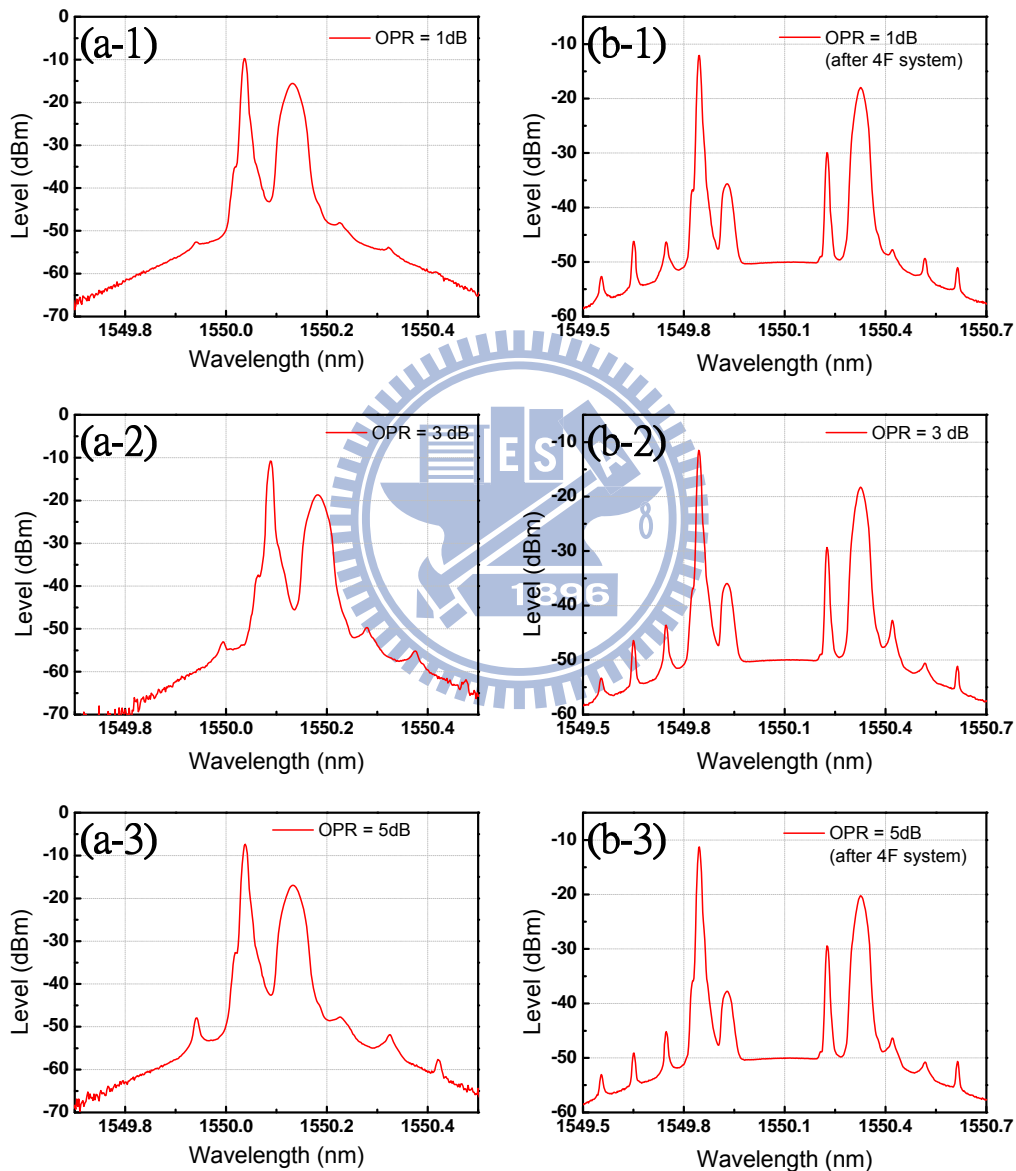 (a-1)
OPR = 1dB
0
-10
-20
-30
-40
-50
-60
-70
Level (dBm)
1549.8 1550.0 1550.2 1550.4
Wavelength (nm)
(b-1)
OPR = 1dB
(after 4F system)
-10
-20
-30
-40
-50
-60
Level (dBm)
1549.5 1549.8 1550.1 1550.4 1550.7
Wavelength (nm)
(a-2)
OPR = 3 dB
0
-10
-20
-30
-40
-50
-60
-70
Level (dBm)
1549.8 1550.0 1550.2 1550.4
Wavelength (nm)
(b-2)
OPR = 3 dB
-10
-20
-30
-40
-50
-60
Level (dBm)
1549.5 1549.8 1550.1 1550.4 1550.7
Wavelength (nm)
ES
1896
(a-3)
OPR = 5dB
0
-10
-20
-30
-40
-50
-60
-70
Level (dBm)
1549.8 1550.0 1550.2 1550.4
Wavelength (nm)
(b-3)
OPR = 5dB
(after 4F system)
-10
-20
-30
-40
-50
-60
Level (dBm)
1549.5 1549.8 1550.1 1550.4 1550.7
Wavelength (nm)